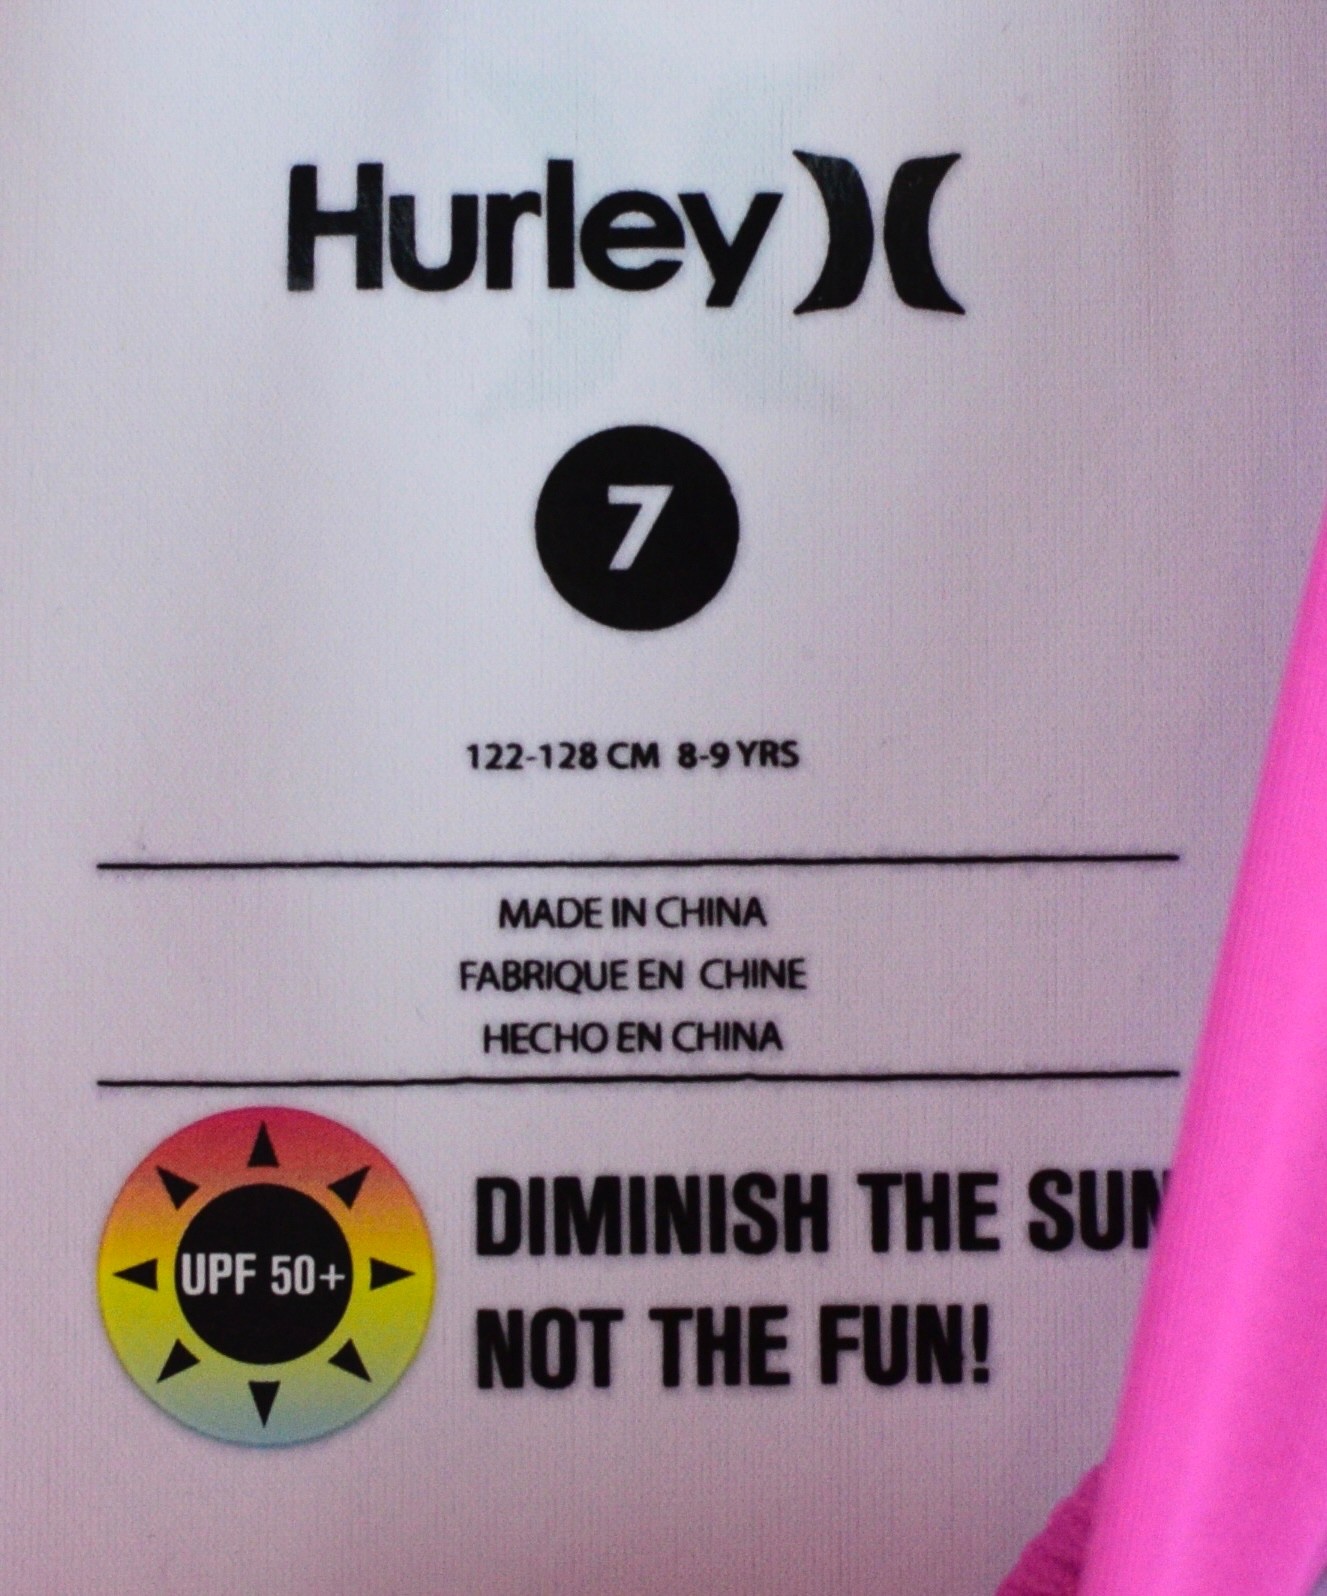 Hurley
7
122-128 CM 8-9 YRS
MADE IN CHINA
FABRIQUE EN CHINE
HECHO EN CHINA
UPF 50+
DIMINISH THE SUN
NOT THE FUN!